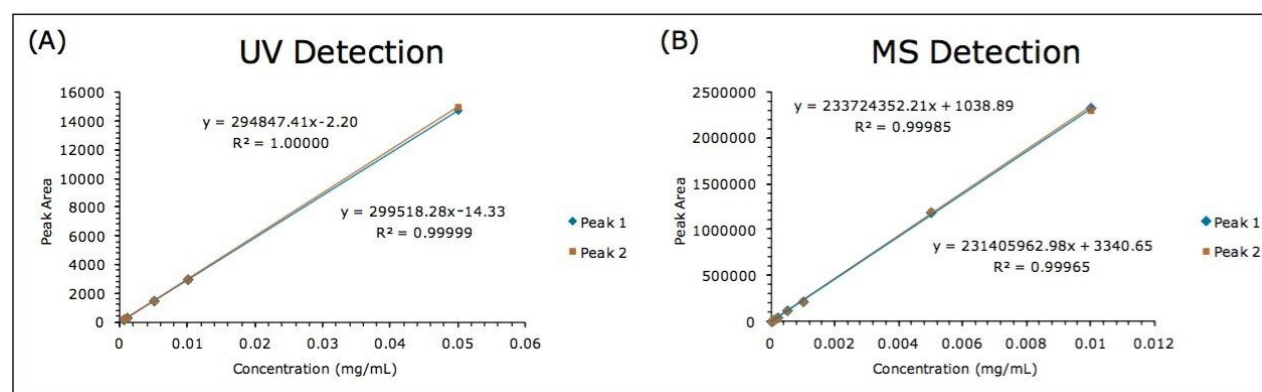 (A)
UV Detection
16000
14000
12000
10000
8000
6000
4000
2000
0
Peak Area
y = 294847.41x-2.20
R² = 1.00000
y = 299518.28x-14.33
R² = 0.99999
Peak 1
Peak 2
0 0.01 0.02 0.03 0.04 0.05 0.06
Concentration (mg/mL)
(B)
MS Detection
2500000
2000000
1500000
1000000
500000
0
Peak Area
y = 233724352.21x + 1038.89
R² = 0.99985
y = 231405962.98x + 3340.65
R² = 0.99965
Peak 1
Peak 2
0 0.002 0.004 0.006 0.008 0.01 0.012
Concentration (mg/mL)